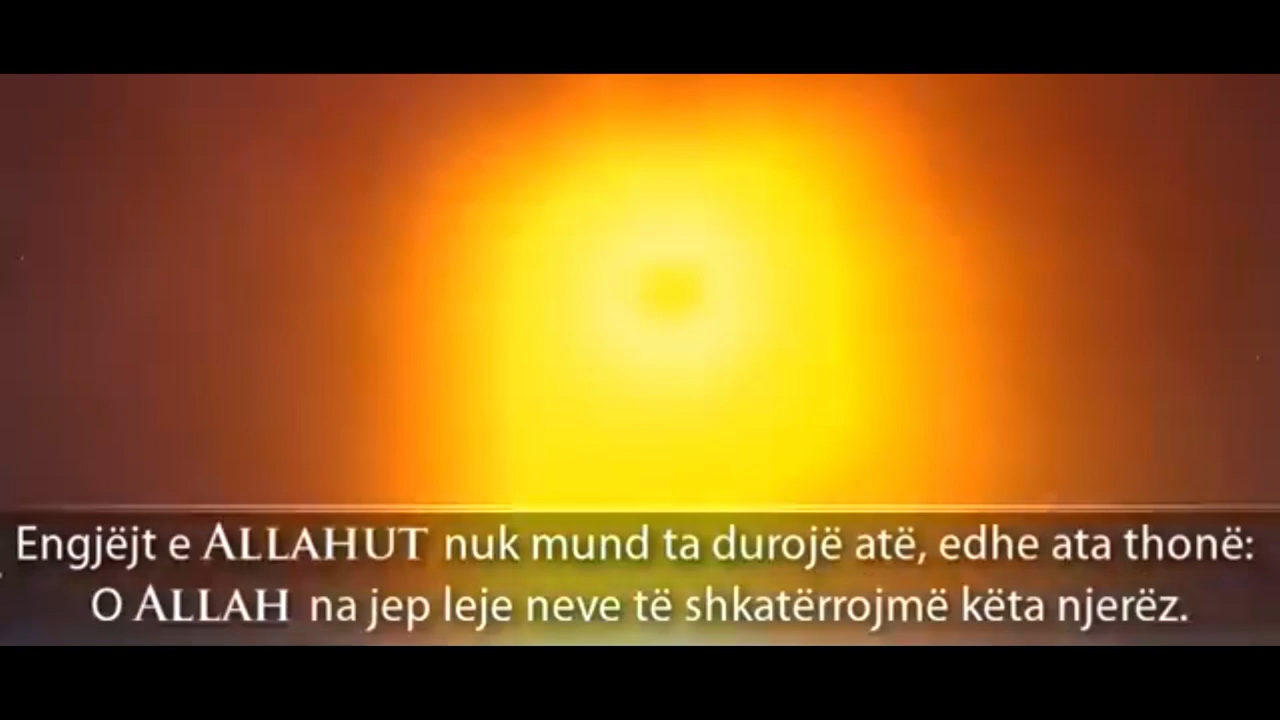 Engjëjt e ALLAHUT nuk mund ta durojë atë, edhe ata thonë:
O ALLAH na jep leje neve të shkatërrojmë këta njerëz.